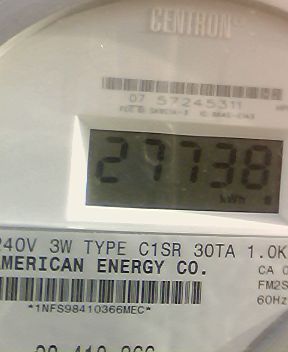 CENTRON
07 57245311
27738
kWh
240V 3W TYPE C1SR 30TA 1.0K
AMERICAN ENERGY CO.
CA 0
FM2S
60Hz
*1NFS98410366MEC*